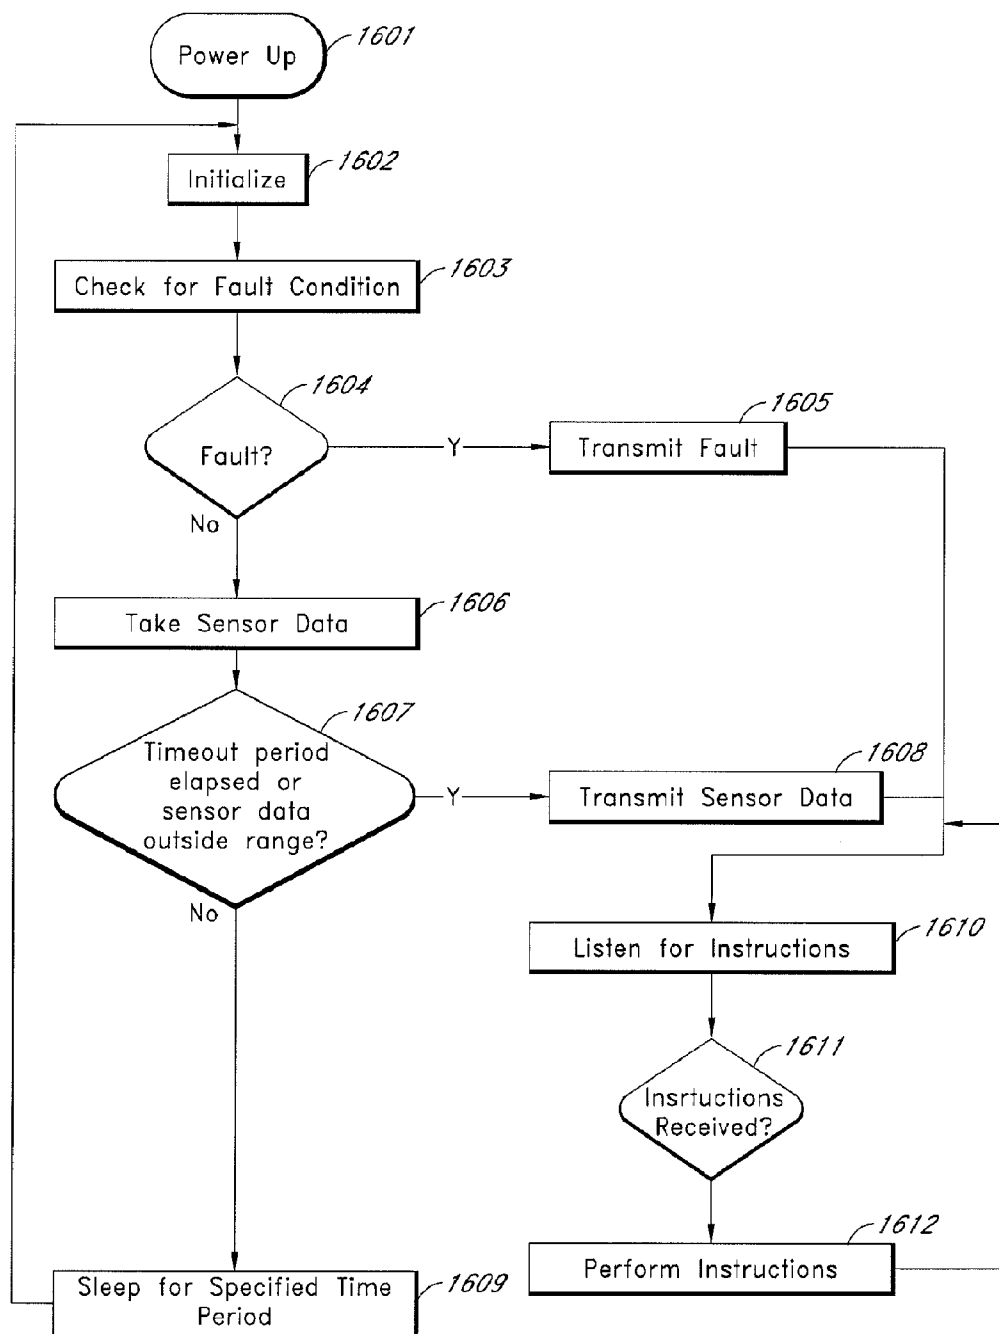 Power Up
1601
Initialize
1602
Check for Fault Condition
1603
Fault?
1604
Y
Transmit Fault
1605
No
Take Sensor Data
1606
Timeout period
elapsed or
sensor data
outside range?
1607
Y
Transmit Sensor Data
1608
No
Listen for Instructions
1610
Insrtuctions
Received?
1611
Perform Instructions
1612
Sleep for Specified Time
Period
1609